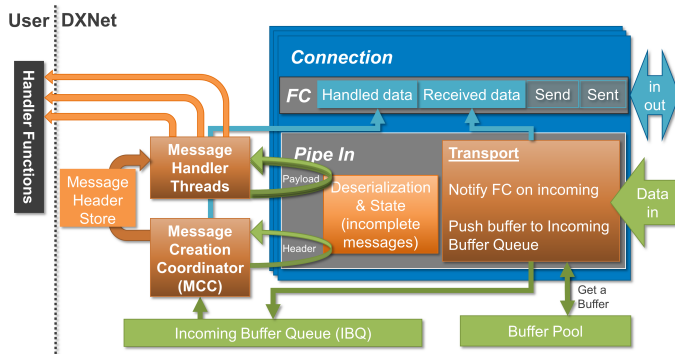 User
DXNet
Handler Functions
Connection
FC
Handled data
Received data
Send
Sent
in
out
Pipe In
Message
Handler
Threads
Payload
Deserialization
& State
(incomplete
messages)
Transport
Notify FC on incoming
Push buffer to Incoming
Buffer Queue
Data
in
Message
Header
Store
Message
Creation
Coordinator
(MCC)
Header
Get a
Buffer
Incoming Buffer Queue (IBQ)
Buffer Pool